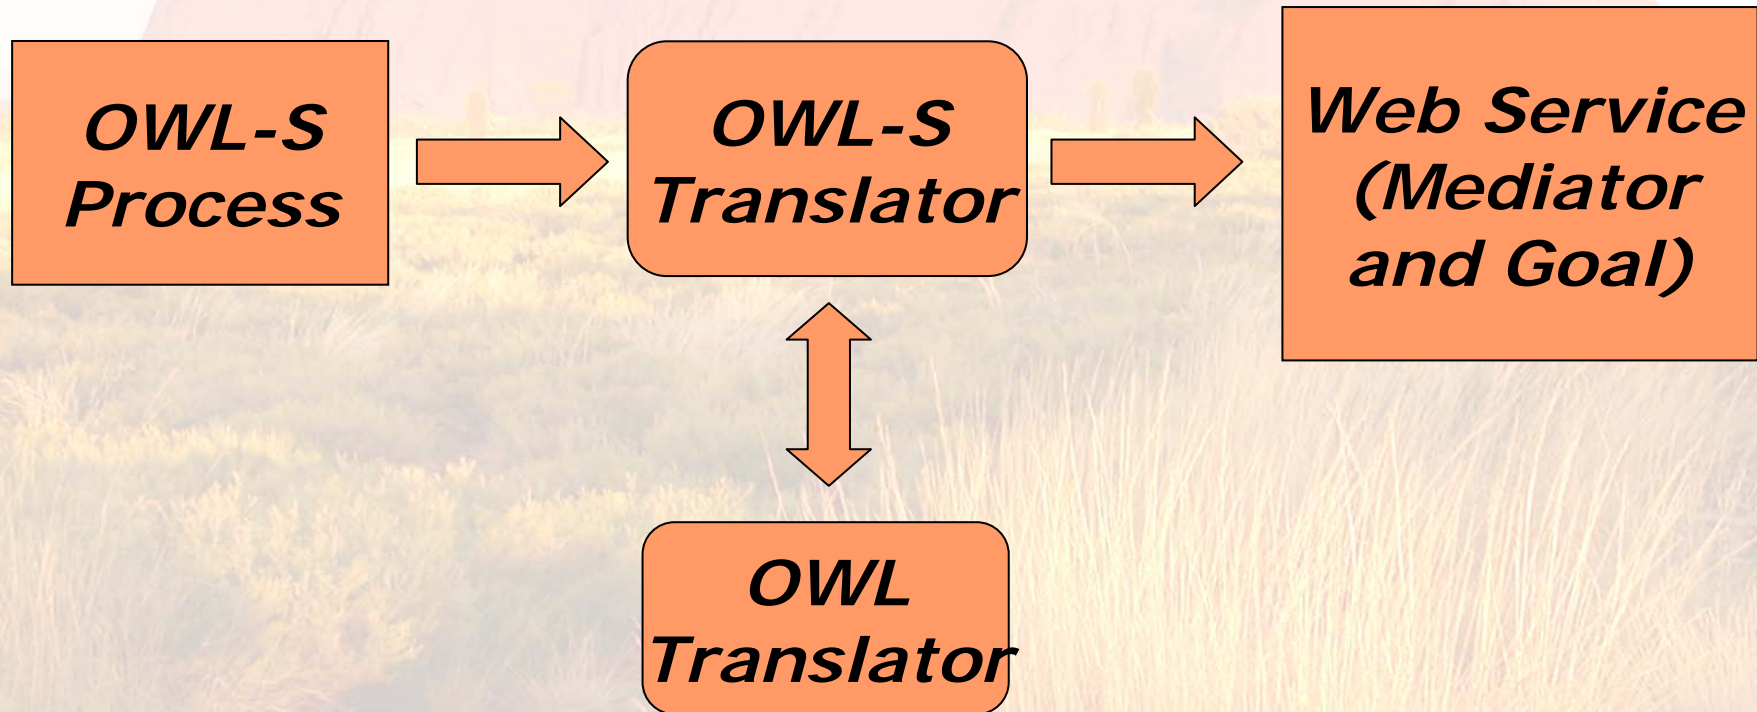 OWL-S
Process
OWL-S
Translator
Web Service
(Mediator
and Goal)
OWL
Translator